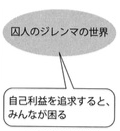 囚人のジレンマの世界
自己利益を追求すると、
みんなが困る